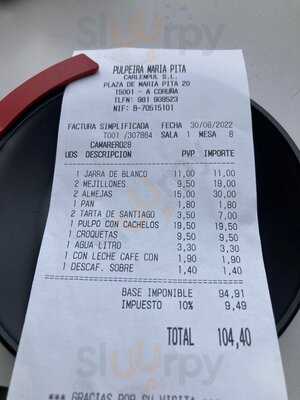 PULPEIRA MARIA PITA
CARLEMPUL S.L.
PLAZA DE MARIA PITA 20
15001 - A CORUÑA
TLFN: 981 909523
NIF: B-70515101
FACTURA SIMPLIFICADA FECHA 30/06/2022
T001 /307864 SALA 1 MESA 8
CAMARERO28
UDS DESCRIPCION PVP IMPORTE
1 JARRA DE BLANCO 11,00 11,00
2 MEJILLONES 9,50 19,00
2 ALMEJAS 15,00 30,00
1 PAN 1,80 1,80
2 TARTA DE SANTIAGO 3,50 7,00
1 PULPO CON CACHELOS 19,50 19,50
1 CROQUETAS 9,50 9,50
1 AGUA LITRO 3,30 3,30
1 CON LECHE CAFE CON 1,90 1,90
1 DESCAF. SOBRE 1,40 1,40
BASE IMPONIBLE 94,91
IMPUESTO 10% 9,49
TOTAL 104,40
*** GRACIAS POR SU VISITA
Slurrpy